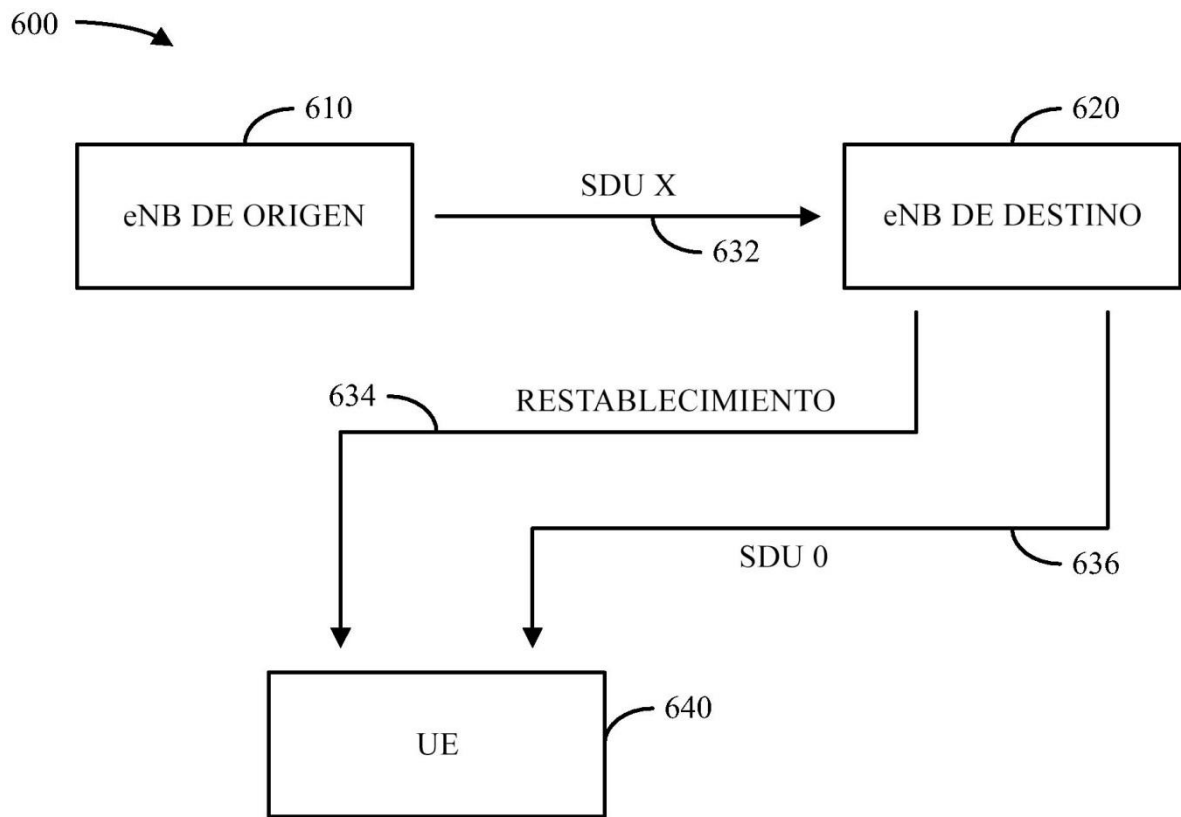 600
610
620
eNB DE ORIGEN
SDU X
eNB DE DESTINO
632
634
RESTABLECIMIENTO
SDU 0
636
640
UE